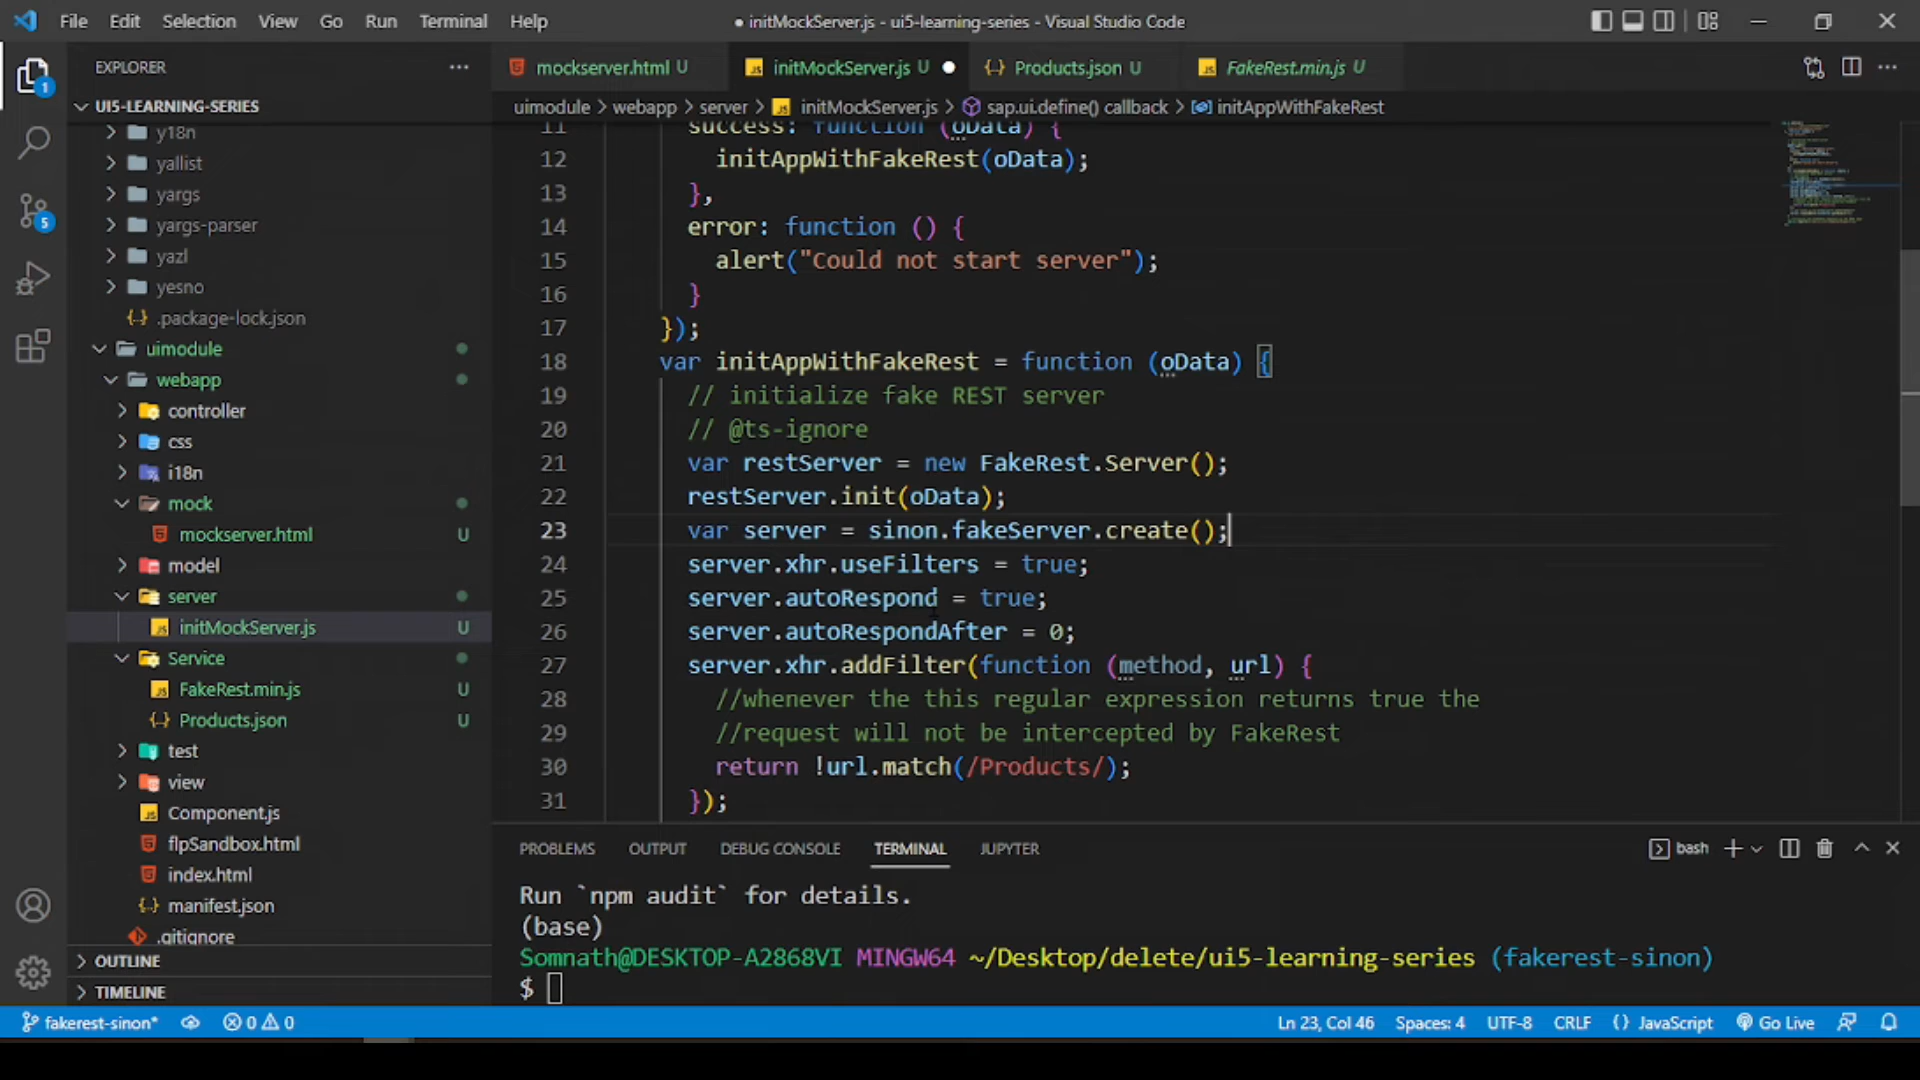 File Edit Selection View Go Run Terminal Help
● initMockServer.js - ui5-learning-series - Visual Studio Code
EXPLORER
mockserver.html U
initMockServer.js U
Products.json U
FakeRest.min.js U
1
UI5-LEARNING-SERIES
uimodule > webapp > server > initMockServer.js > sap.ui.define() callback > initAppWithFakeRest
y18n
yallist
yargs
yargs-parser
yazl
yesno
.package-lock.json
uimodule
webapp
controller
css
i18n
mock
mockserver.html U
model
server
initMockServer.js U
Service
FakeRest.min.js U
Products.json U
test
view
Component.js
flpSandbox.html
index.html
manifest.json
.gitignore
OUTLINE
TIMELINE
5
11 success: function (oData) {
12 initAppWithFakeRest(oData);
13 },
14 error: function () {
15 alert("Could not start server");
16 }
17 });
18 var initAppWithFakeRest = function (oData) {
19 // initialize fake REST server
20 // @ts-ignore
21 var restServer = new FakeRest.Server();
22 restServer.init(oData);
23 var server = sinon.fakeServer.create();
24 server.xhr.useFilters = true;
25 server.autoRespond = true;
26 server.autoRespondAfter = 0;
27 server.xhr.addFilter(function (method, url) {
28 //whenever the this regular expression returns true the
29 //request will not be intercepted by FakeRest
30 return !url.match(/Products/);
31 });
PROBLEMS OUTPUT DEBUG CONSOLE TERMINAL JUPYTER
bash
Run `npm audit` for details.
(base)
Somnath@DESKTOP-A2868VI MINGW64 ~/Desktop/delete/ui5-learning-series (fakerest-sinon)
$
fakerest-sinon* 0 0
Ln 23, Col 46 Spaces: 4 UTF-8 CRLF {} JavaScript Go Live